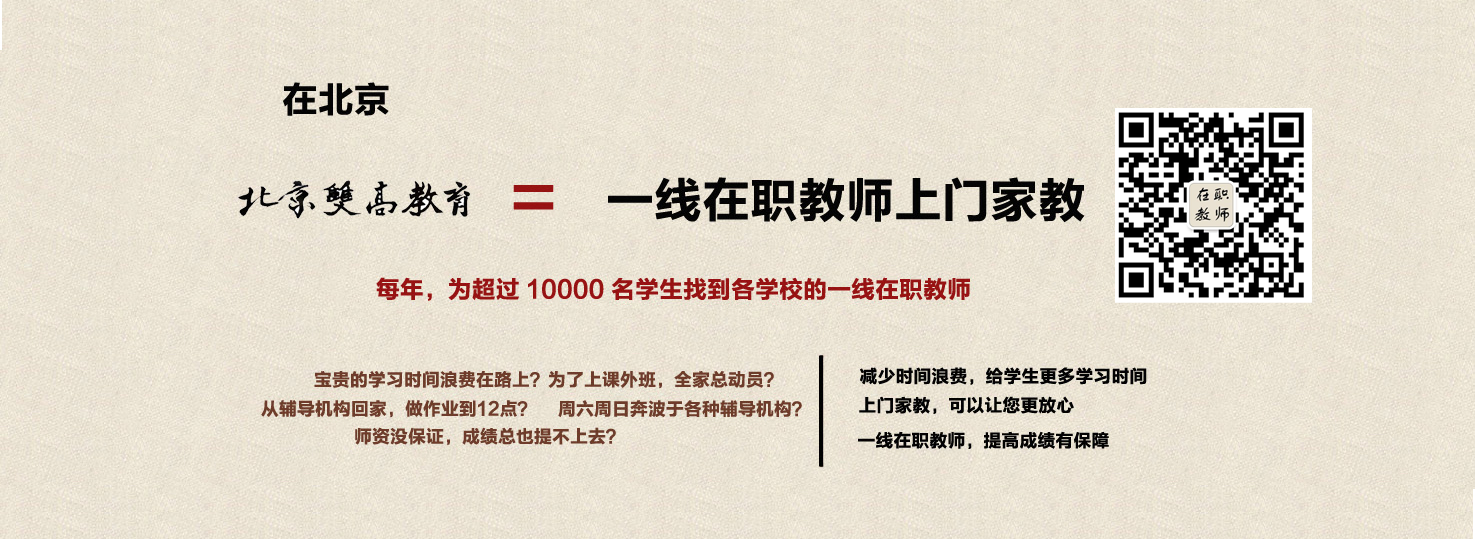 在北京
北京雙高教育 = 一线在职教师上门家教
在职
教师
每年，为超过 10000 名学生找到各学校的一线在职教师
宝贵的学习时间浪费在路上？为了上课外班，全家总动员？
从辅导机构回家，做作业到12点？ 周六周日奔波于各种辅导机构？
师资没保证，成绩总也提不上去？
减少时间浪费，给学生更多学习时间
上门家教，可以让您更放心
一线在职教师，提高成绩有保障